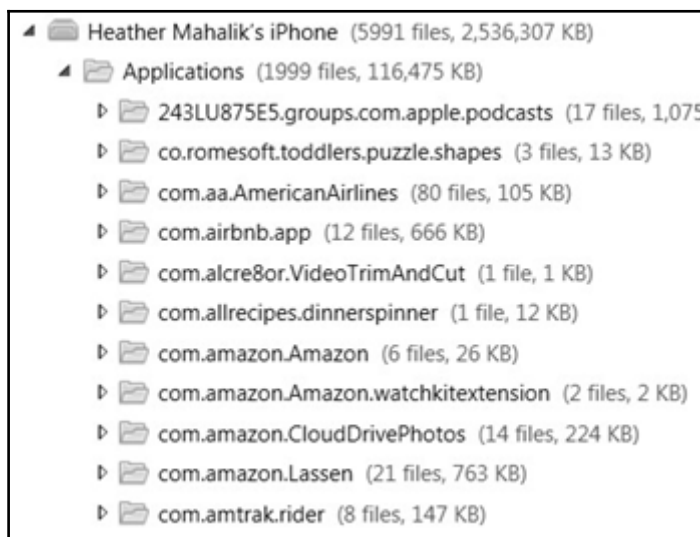 Heather Mahalik's iPhone (5991 files, 2,536,307 KB)
Applications (1999 files, 116,475 KB)
243LU875E5.groups.com.apple.podcasts (17 files, 1,075
co.romesoft.toddlers.puzzle.shapes (3 files, 13 KB)
com.aa.AmericanAirlines (80 files, 105 KB)
com.airbnb.app (12 files, 666 KB)
com.alcre8or.VideoTrimAndCut (1 file, 1 KB)
com.allrecipes.dinnerspinner (1 file, 12 KB)
com.amazon.Amazon (6 files, 26 KB)
com.amazon.Amazon.watchkitextension (2 files, 2 KB)
com.amazon.CloudDrivePhotos (14 files, 224 KB)
com.amazon.Lassen (21 files, 763 KB)
com.amtrak.rider (8 files, 147 KB)